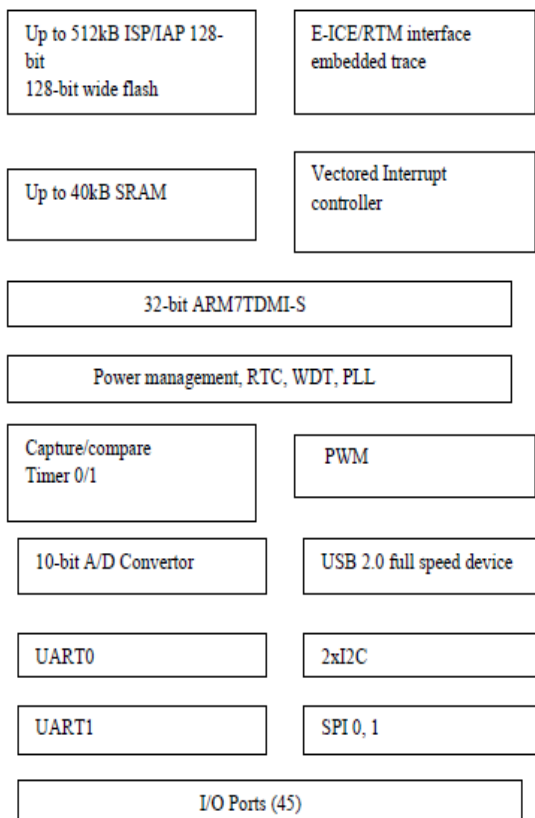 Up to 512kB ISP/IAP 128-
bit
128-bit wide flash
E-ICE/RTM interface
embedded trace
Up to 40kB SRAM
Vectored Interrupt
controller
32-bit ARM7TDMI-S
Power management, RTC, WDT, PLL
Capture/compare
Timer 0/1
PWM
10-bit A/D Convertor
USB 2.0 full speed device
UART0
2xI2C
UART1
SPI 0, 1
I/O Ports (45)